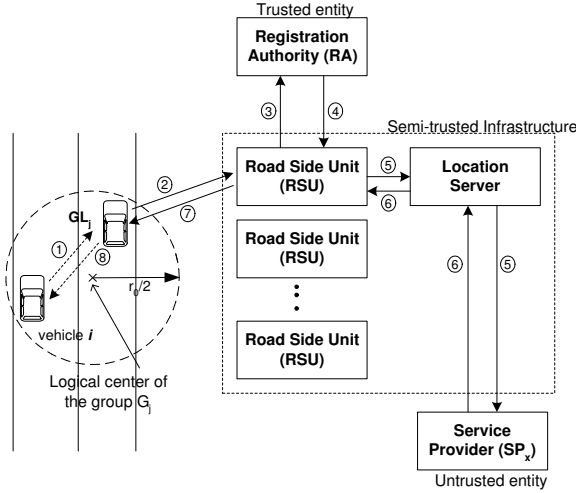 Trusted entity
Registration
Authority (RA)
③
④
Semi-trusted Infrastructure
Road Side Unit
(RSU)
⑤
⑥
Location
Server
②
⑦
GLj
①
⑧
r0/2
vehicle i
Logical center of
the group Gj
Road Side Unit
(RSU)
Road Side Unit
(RSU)
⑥
⑤
Service
Provider (SPx)
Untrusted entity